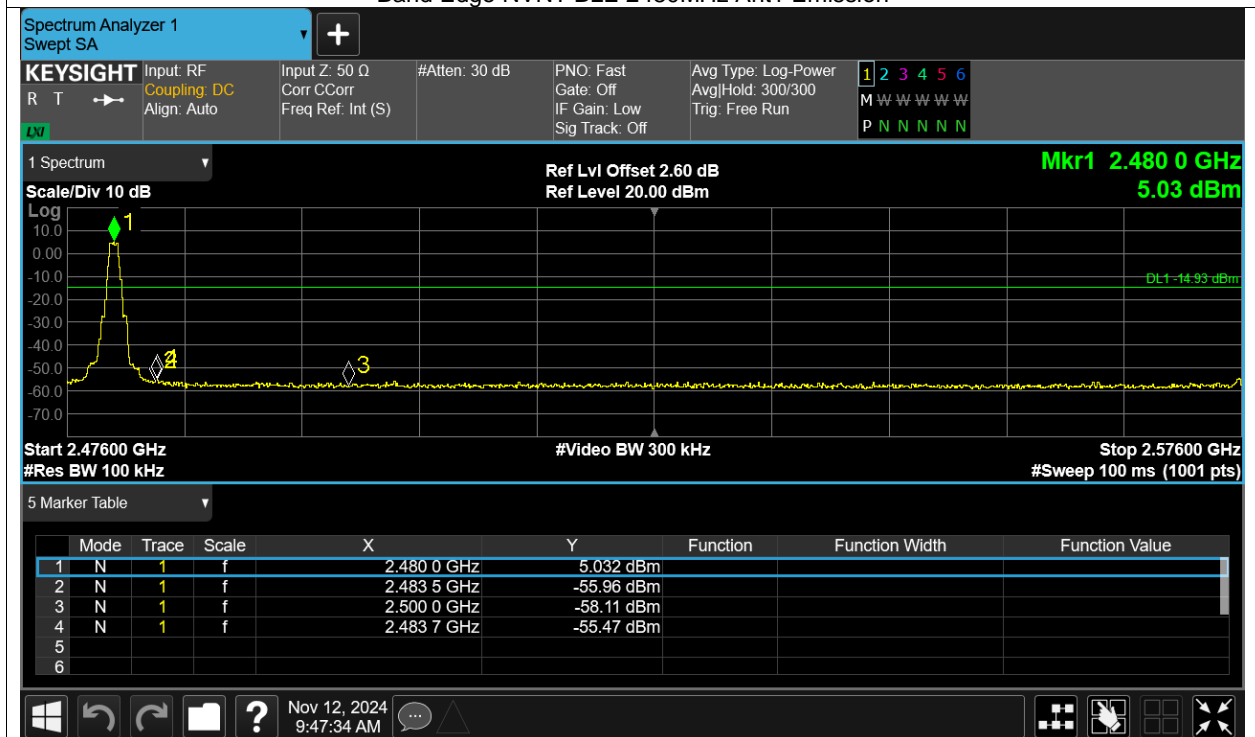 Band Edge NVNT BLE 2480MHz Ant1 Emission
Spectrum Analyzer 1
Swept SA
+
KEYSIGHT
R T
LXI
Input: RF
Coupling: DC
Align: Auto
Input Z: 50 Ω
Corr CCorr
Freq Ref: Int (S)
#Atten: 30 dB
PNO: Fast
Gate: Off
IF Gain: Low
Sig Track: Off
Avg Type: Log-Power
Avg|Hold: 300/300
Trig: Free Run
1 2 3 4 5 6
M W W W W W
P N N N N N
1 Spectrum
Scale/Div 10 dB
Ref Lvl Offset 2.60 dB
Ref Level 20.00 dBm
Mkr1 2.480 0 GHz
5.03 dBm
Log
10.0
0.00
-10.0
-20.0
-30.0
-40.0
-50.0
-60.0
-70.0
1
2
4
3
DL1 -14.93 dBm
Start 2.47600 GHz
#Video BW 300 kHz
Stop 2.57600 GHz
#Res BW 100 kHz
#Sweep 100 ms (1001 pts)
5 Marker Table
Mode Trace Scale X Y Function Function Width Function Value
1 N 1 f 2.480 0 GHz 5.032 dBm
2 N 1 f 2.483 5 GHz -55.96 dBm
3 N 1 f 2.500 0 GHz -58.11 dBm
4 N 1 f 2.483 7 GHz -55.47 dBm
5
6
?
Nov 12, 2024
9:47:34 AM